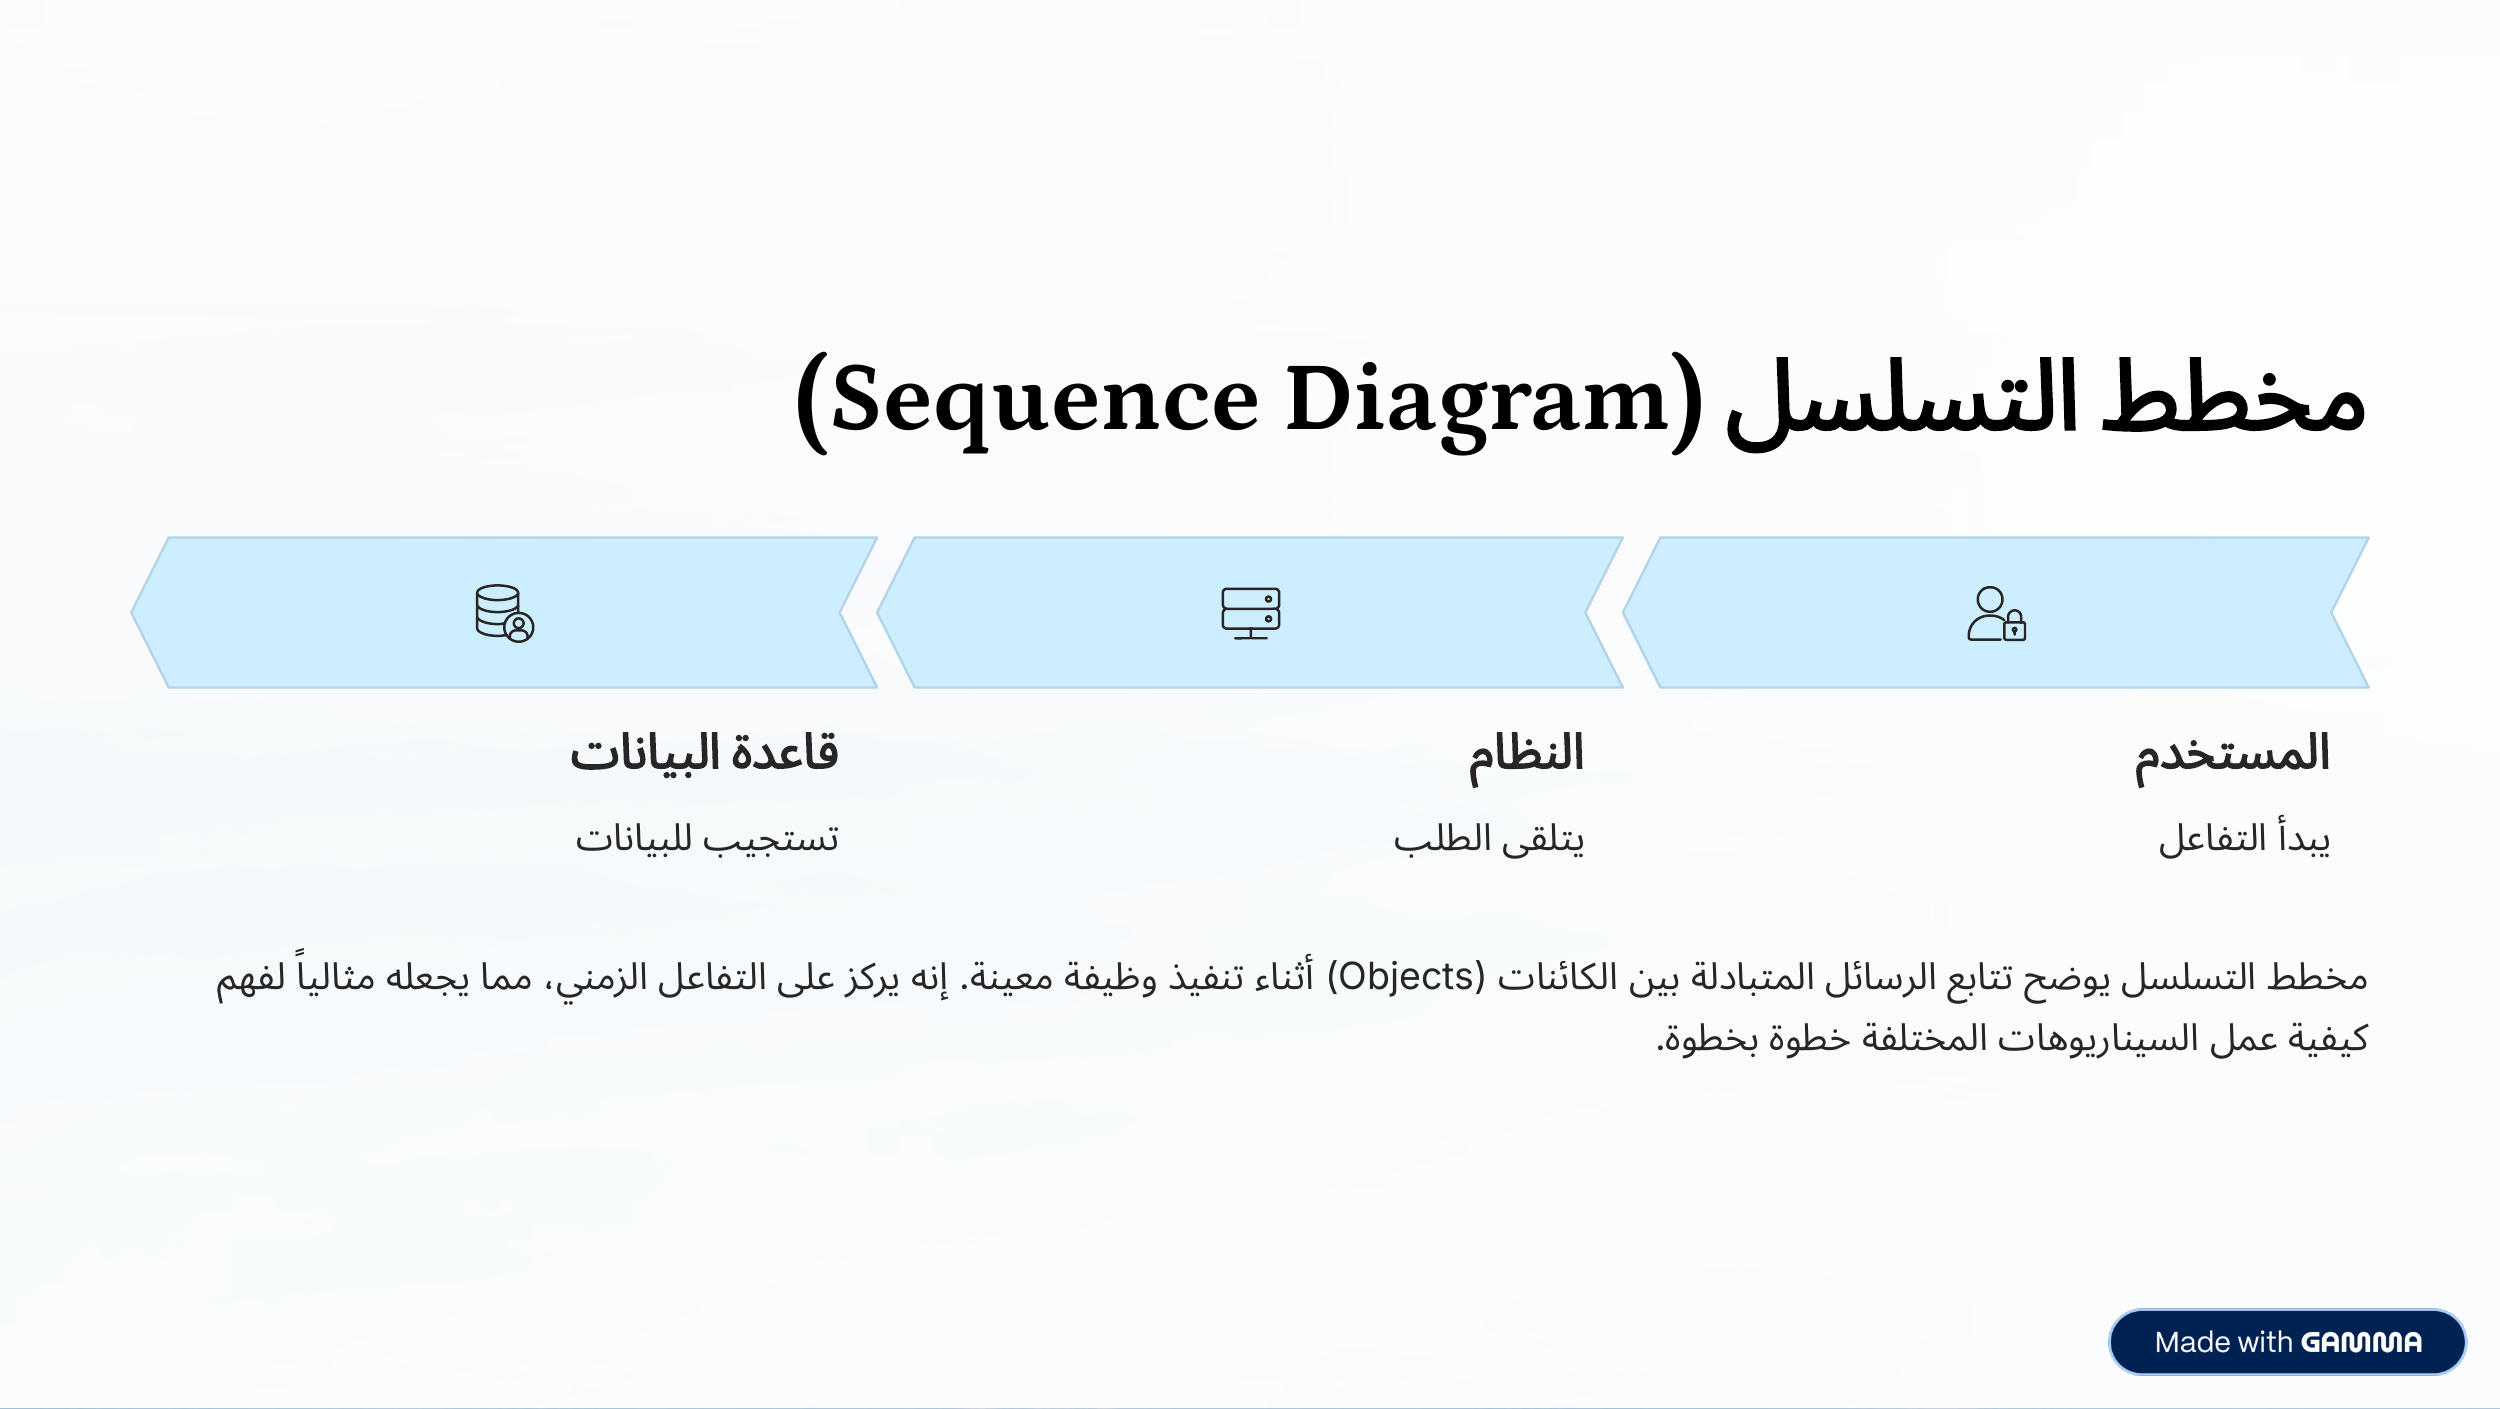 مخطط التسلسل (Sequence Diagram)
المستخدم
يبدأ التفاعل
النظام
يتلقى الطلب
قاعدة البيانات
تستجيب للبيانات
مخطط التسلسل يوضح تتابع الرسائل المتبادلة بين الكائنات (Objects) أثناء تنفيذ وظيفة معينة. إنه يركز على التفاعل الزمني، مما يجعله مثالياً لفهم
كيفية عمل السيناريوهات المختلفة خطوة بخطوة.
Made with GAMMA